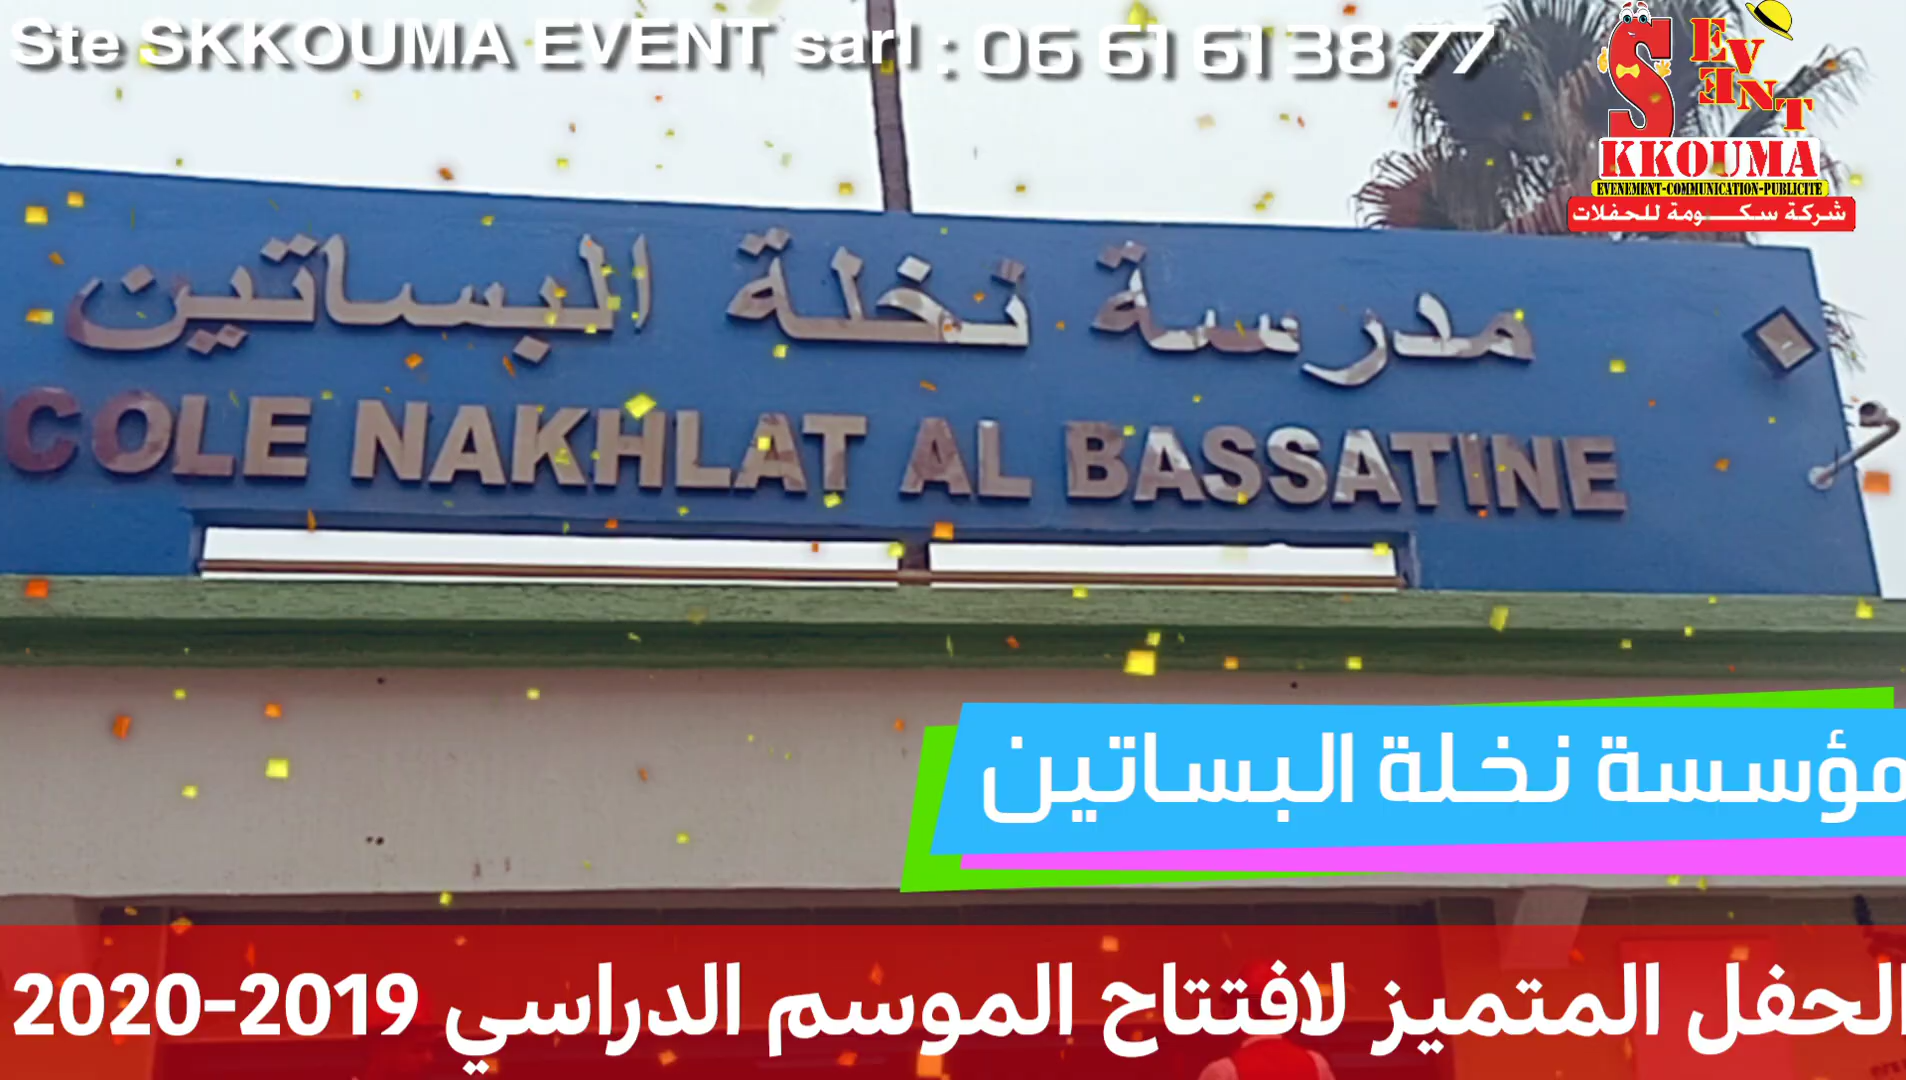 Ste SKKOUMA EVENT sarl : 06 61 61 38 77
S EVENT
KKOUMA
EVENEMENT-COMMUNICATION-PUBLICITE
شركة سكـــومة للحفلات
مدرسة نخلة البساتين
ECOLE NAKHLAT AL BASSATINE
مؤسسة نخلة البساتين
الحفل المتميز لافتتاح الموسم الدراسي 2019-2020